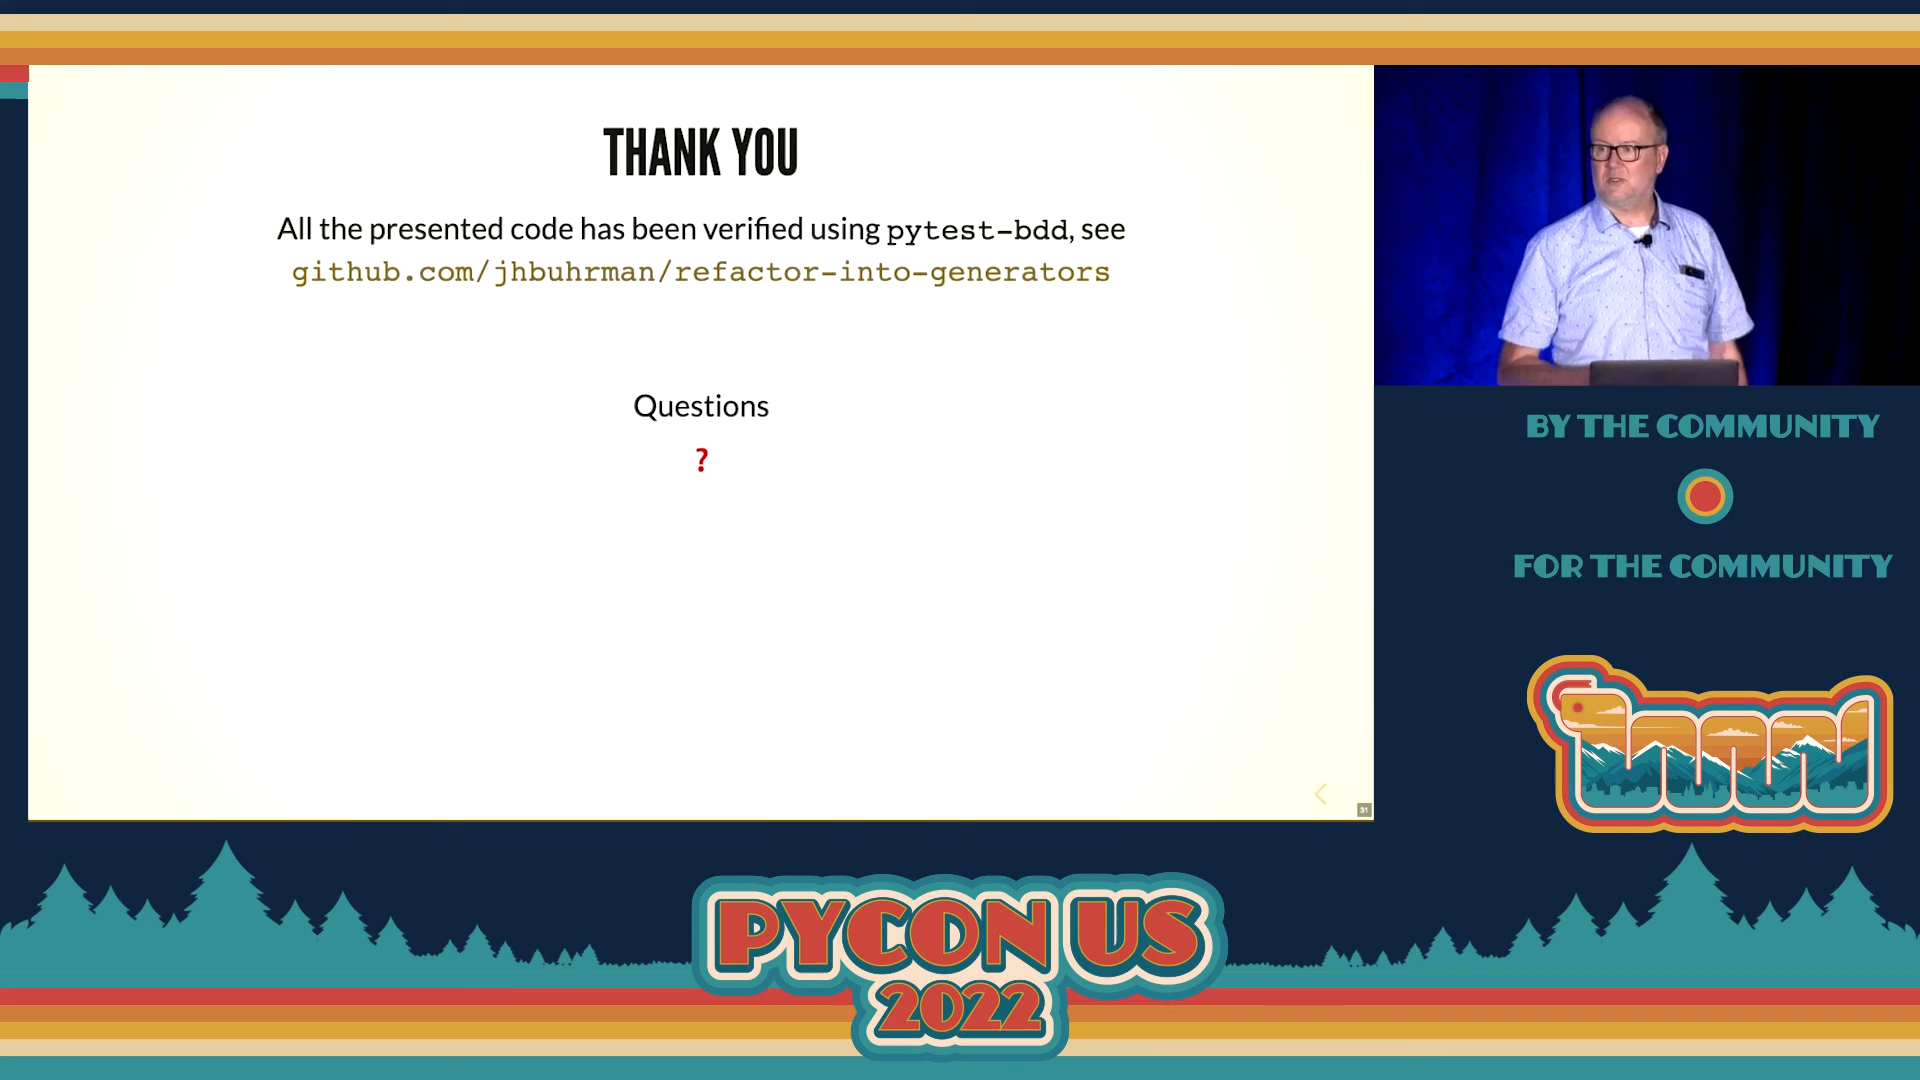 THANK YOU
All the presented code has been verified using pytest-bdd, see
github.com/jhbuhrman/refactor-into-generators
Questions
?
31
BY THE COMMUNITY
FOR THE COMMUNITY
PYCON US
2022